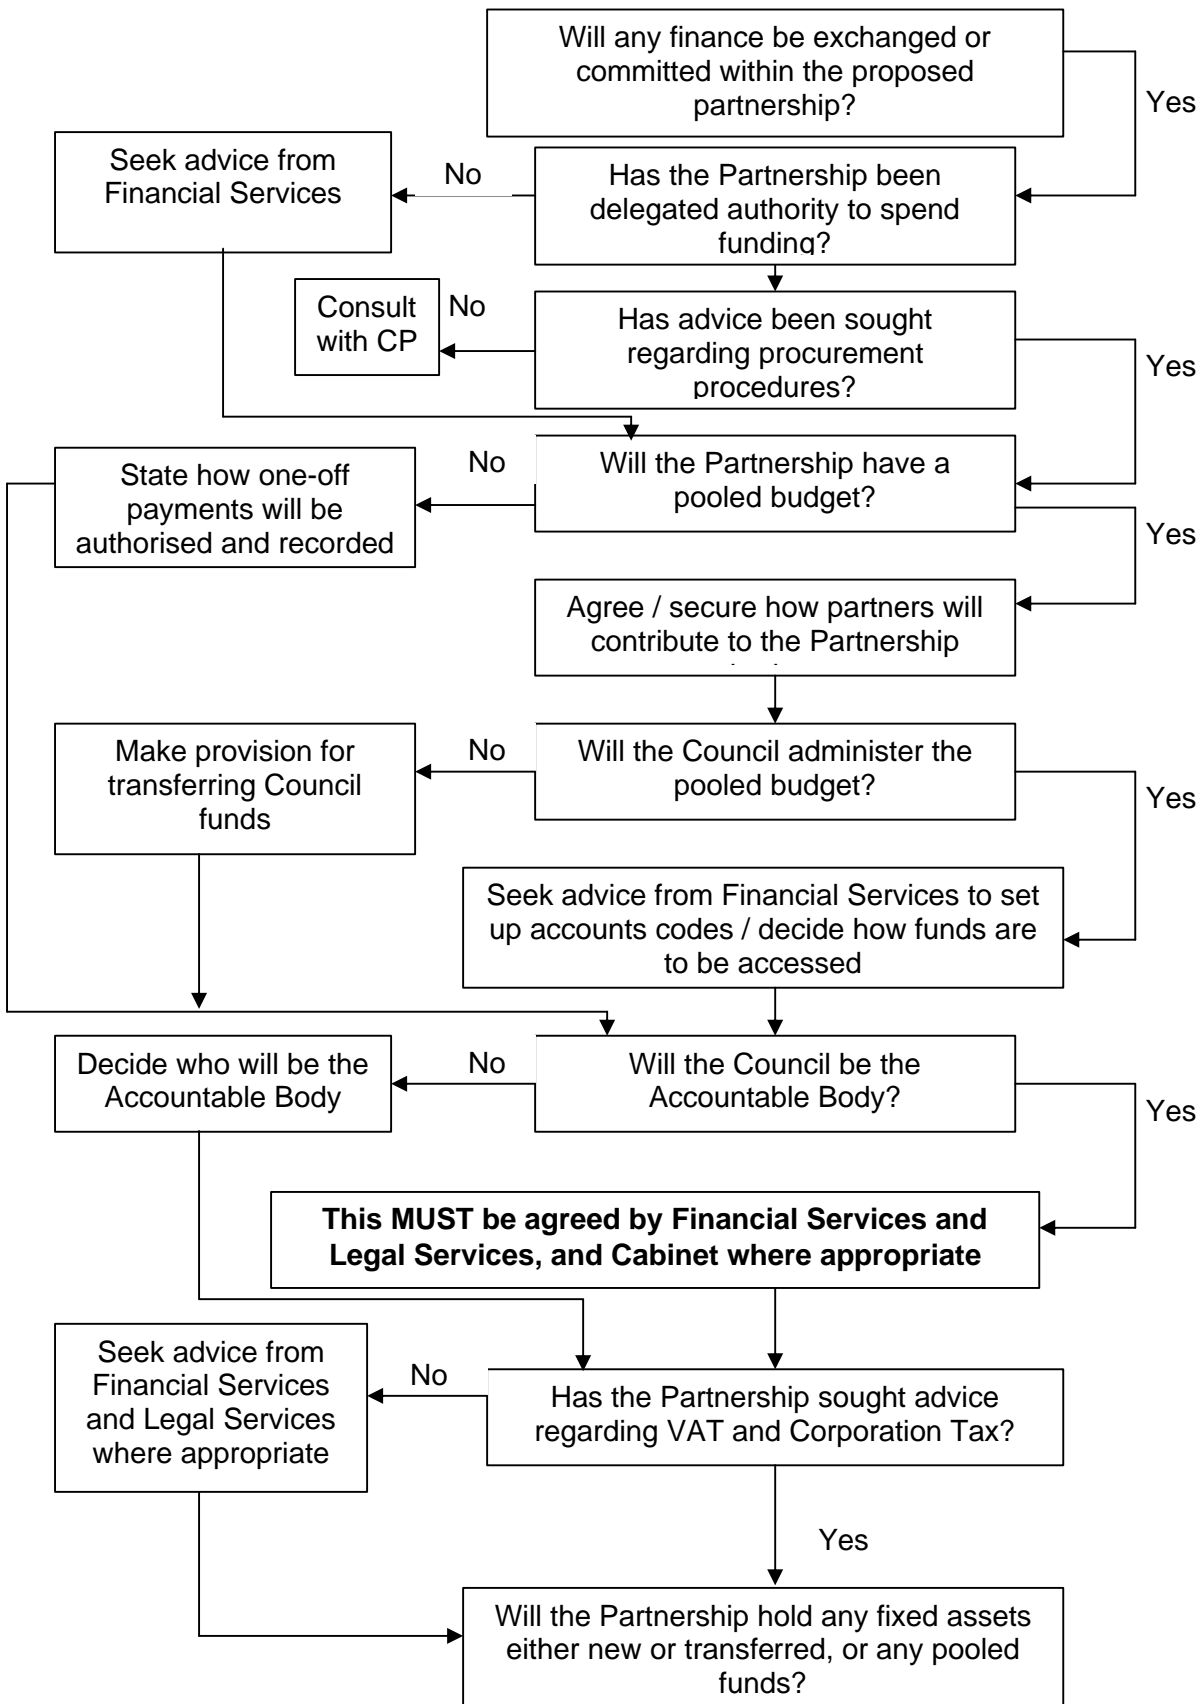 Will any finance be exchanged or
committed within the proposed
partnership?
Yes
Seek advice from
Financial Services
No
Has the Partnership been
delegated authority to spend
funding?
Consult
with CP
No
Has advice been sought
regarding procurement
procedures?
Yes
State how one-off
payments will be
authorised and recorded
No
Will the Partnership have a
pooled budget?
Yes
Agree / secure how partners will
contribute to the Partnership
Make provision for
transferring Council
funds
No
Will the Council administer the
pooled budget?
Yes
Seek advice from Financial Services to set
up accounts codes / decide how funds are
to be accessed
Decide who will be the
Accountable Body
No
Will the Council be the
Accountable Body?
Yes
This MUST be agreed by Financial Services and
Legal Services, and Cabinet where appropriate
Seek advice from
Financial Services
and Legal Services
where appropriate
No
Has the Partnership sought advice
regarding VAT and Corporation Tax?
Yes
Will the Partnership hold any fixed assets
either new or transferred, or any pooled
funds?